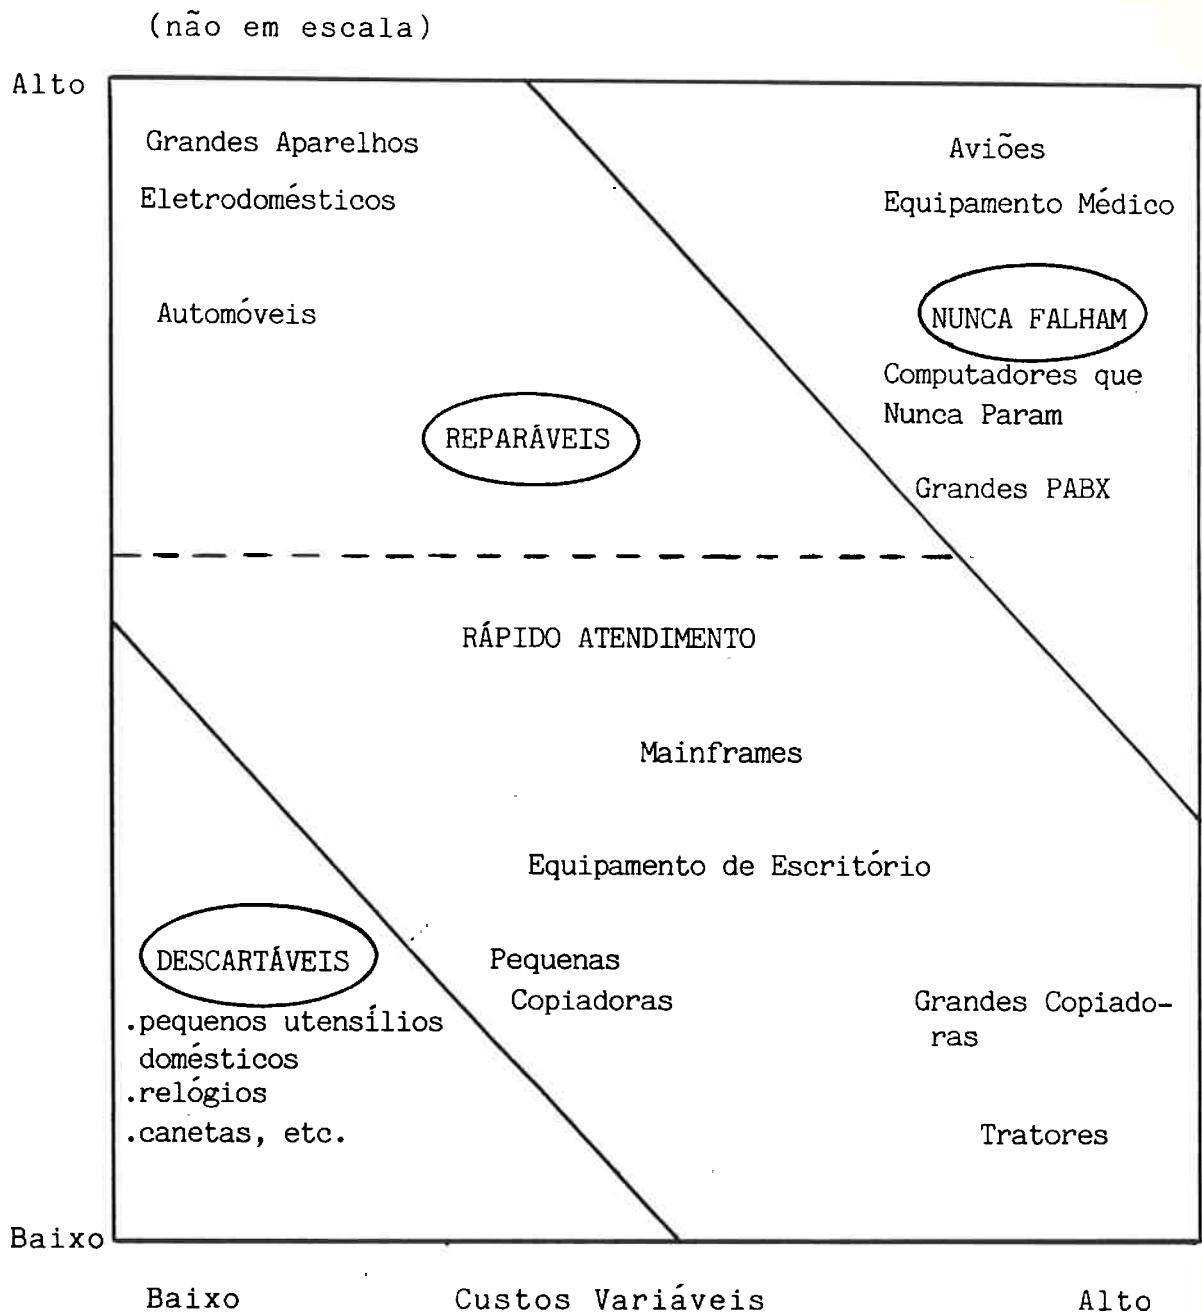 (não em escala)
Alto
Grandes Aparelhos
Eletrodomésticos
Automóveis
REPARÁVEIS
Aviões
Equipamento Médico
NUNCA FALHAM
Computadores que
Nunca Param
Grandes PABX
RÁPIDO ATENDIMENTO
Mainframes
Equipamento de Escritório
Pequenas
Copiadoras
Grandes Copiado-
ras
Tratores
DESCARTÁVEIS
.pequenos utensílios
domésticos
.relógios
.canetas, etc.
Baixo
Baixo Custos Variáveis Alto